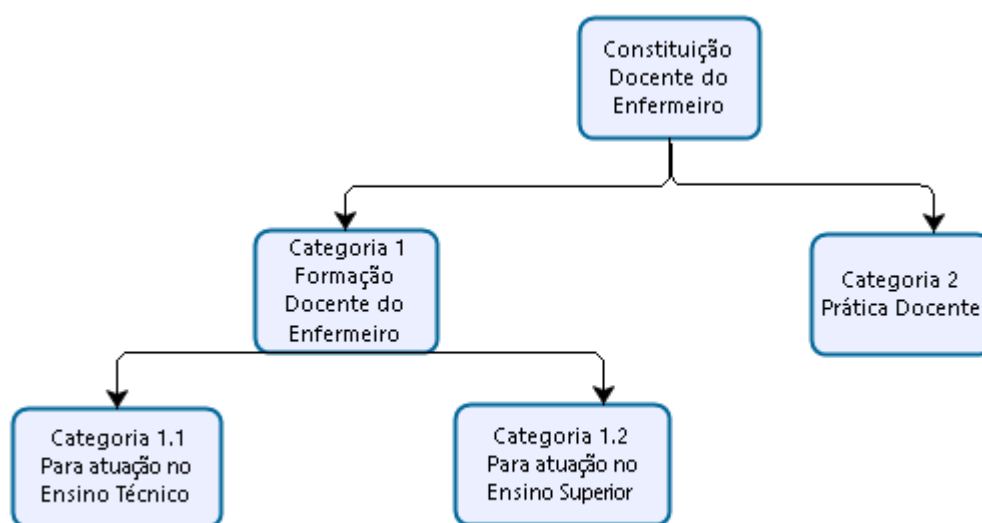 Constituição
Docente do
Enfermeiro
Categoria 1
Formação
Docente do
Enfermeiro
Categoria 2
Prática Docente
Categoria 1.1
Para atuação no
Ensino Técnico
Categoria 1.2
Para atuação no
Ensino Superior